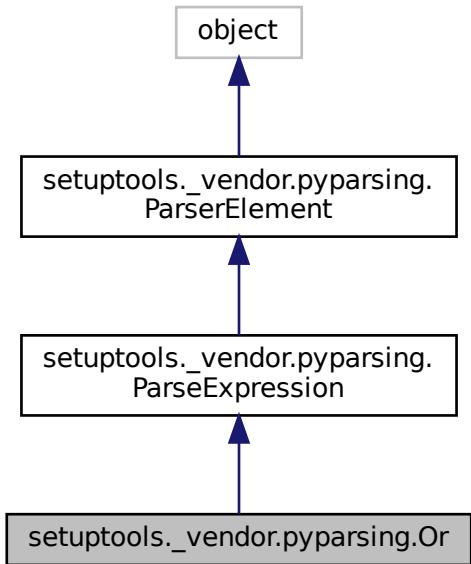 object
setuptools._vendor.pyparsing.
ParserElement
setuptools._vendor.pyparsing.
ParseExpression
setuptools._vendor.pyparsing.Or